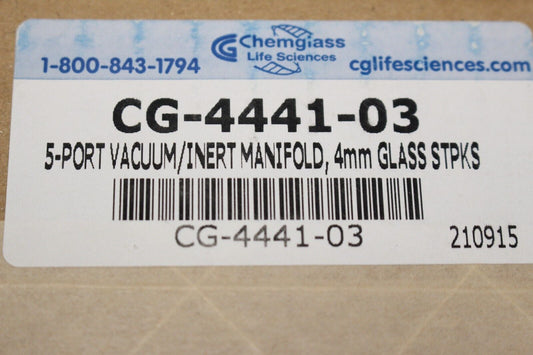 CG Chemglass
Life Sciences
1-800-843-1794
cglifesciences.com
CG-4441-03
5-PORT VACUUM/INERT MANIFOLD, 4mm GLASS STPKS
CG-4441-03
210915